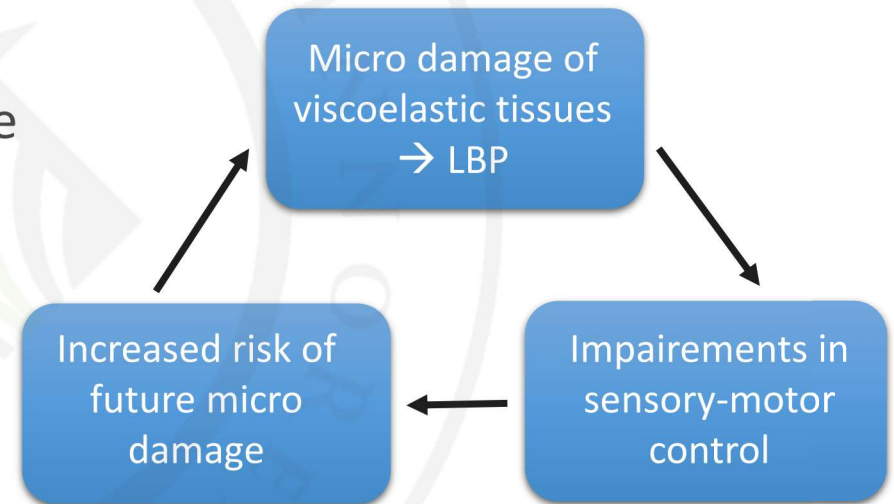 Micro damage of
viscoelastic tissues
→ LBP
e
Increased risk of
future micro
damage
Impairements in
sensory-motor
control